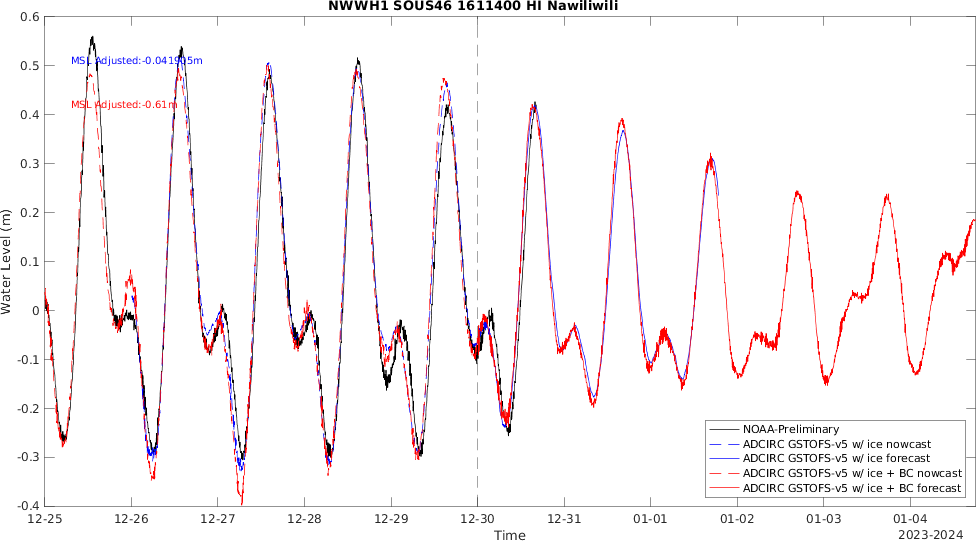 NWWH1 SOUS46 1611400 HI Nawiliwili
0.6
0.5
0.4
0.3
0.2
0.1
0
-0.1
-0.2
-0.3
-0.4
Water Level (m)
MSL Adjusted:-0.041905m
MSL Adjusted:-0.61m
NOAA-Preliminary
ADCIRC GSTOFS-v5 w/ ice nowcast
ADCIRC GSTOFS-v5 w/ ice forecast
ADCIRC GSTOFS-v5 w/ ice + BC nowcast
ADCIRC GSTOFS-v5 w/ ice + BC forecast
12-25 12-26 12-27 12-28 12-29 12-30 12-31 01-01 01-02 01-03 01-04
Time
2023-2024